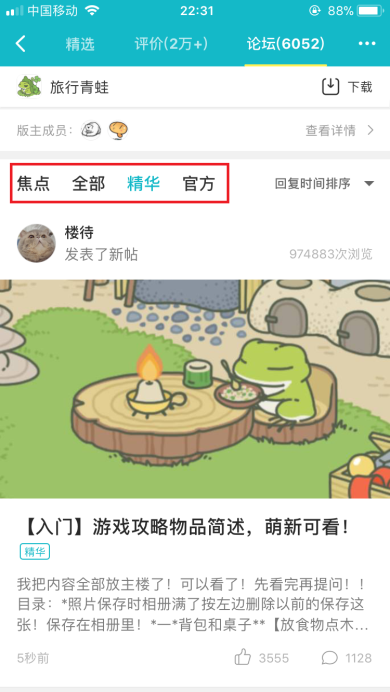 中国移动 22:31 88%
精选 评价(2万+) 论坛(6052)
旅行青蛙 下载
版主成员： 查看详情
焦点 全部 精华 官方 回复时间排序
楼待
发表了新帖 974883次浏览
【入门】游戏攻略物品简述，萌新可看！
精华
我把内容全部放主楼了！可以看了！先看完再提问！！
目录：*照片保存时相册满了按左边删除以前的保存这
张！保存在相册里！*一*背包和桌子**【放食物点木...
5秒前 3555 1128